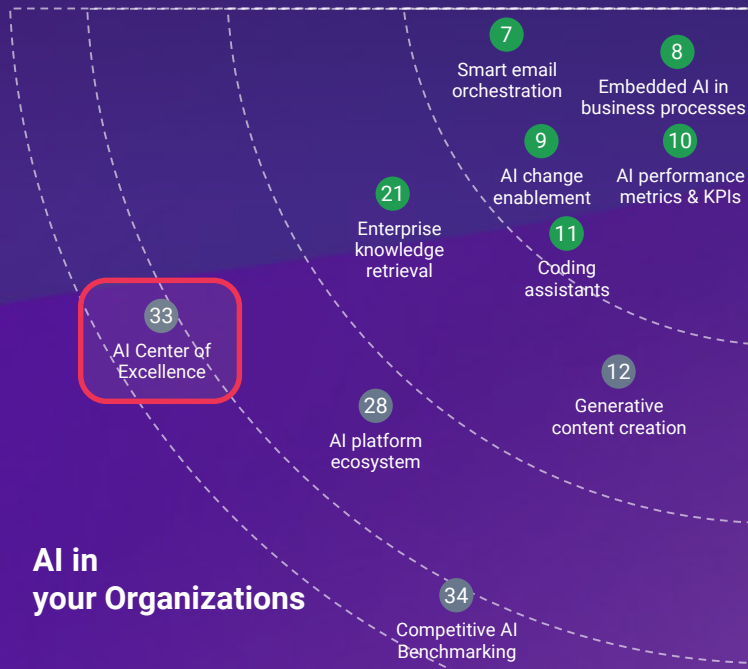 7
Smart email
orchestration
8
Embedded AI in
business processes
9
AI change
enablement
10
AI performance
metrics & KPIs
21
Enterprise
knowledge
retrieval
11
Coding
assistants
33
AI Center of
Excellence
12
Generative
content creation
28
AI platform
ecosystem
AI in
your Organizations
34
Competitive AI
Benchmarking